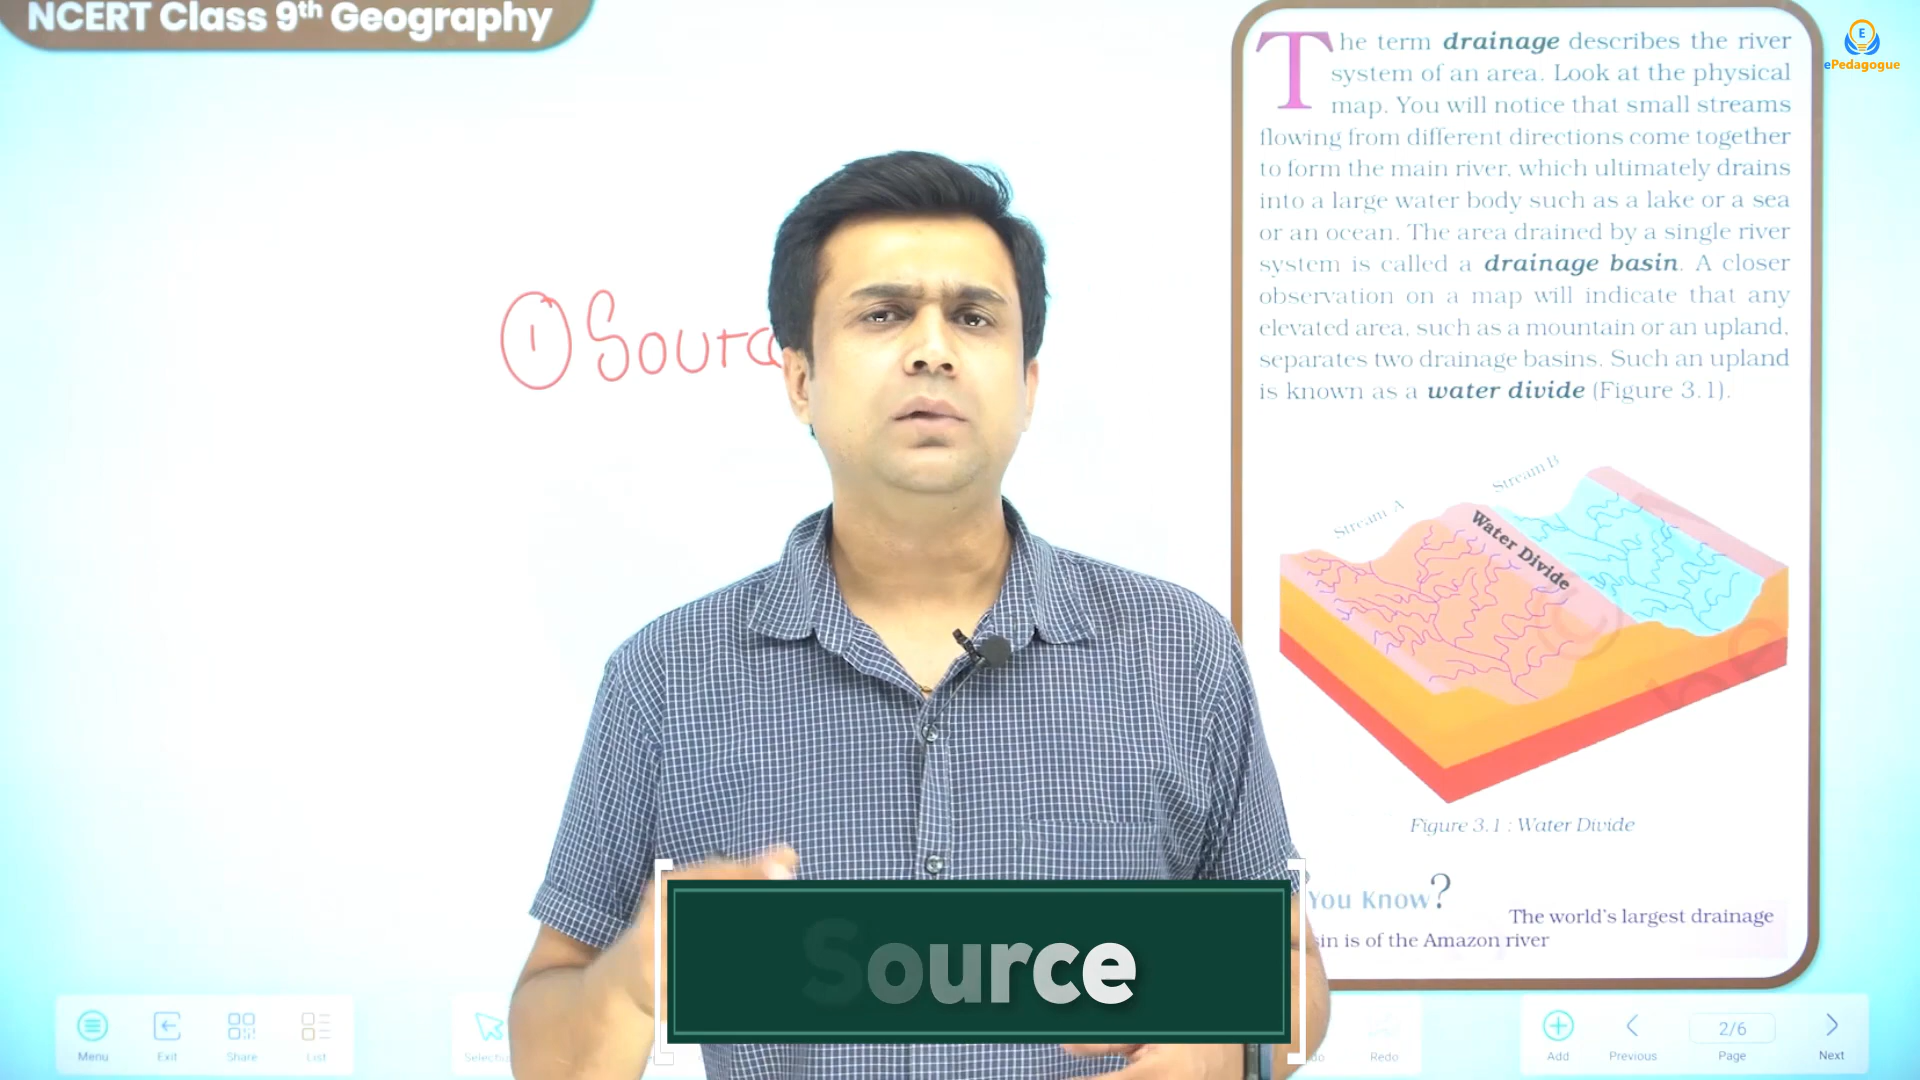 NCERT Class 9th Geography
E
ePedagogue
The term drainage describes the river
system of an area. Look at the physical
map. You will notice that small streams
flowing from different directions come together
to form the main river, which ultimately drains
into a large water body such as a lake or a sea
or an ocean. The area drained by a single river
system is called a drainage basin. A closer
observation on a map will indicate that any
elevated area, such as a mountain or an upland,
separates two drainage basins. Such an upland
is known as a water divide (Figure 3.1).
① Sourc
Stream A
Stream B
Water Divide
Figure 3.1 : Water Divide
You Know?
The world's largest drainage
sin is of the Amazon river
Source
Menu
Exit
Share
List
Selectio
Redo
Add
Previous
2/6
Page
Next